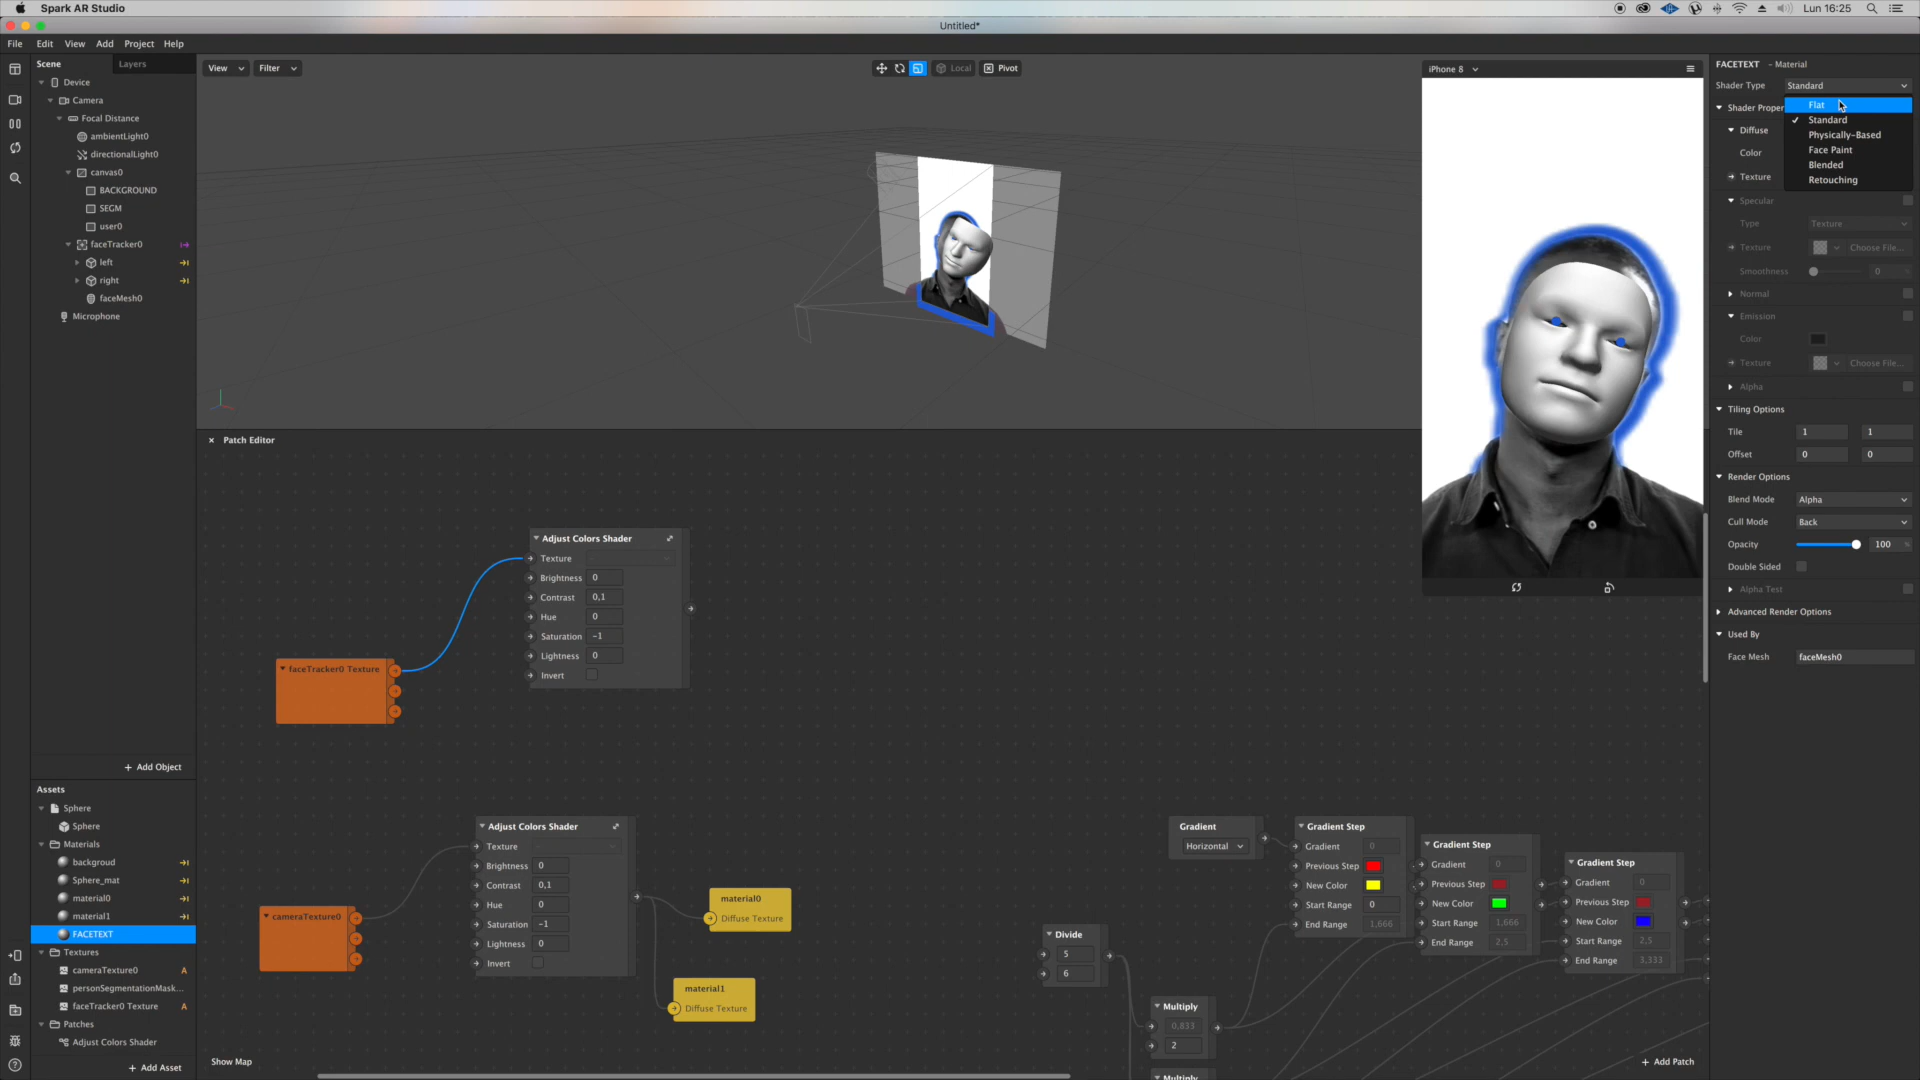 Spark AR Studio
Lun 16:25
Untitled*
File Edit View Add Project Help
Scene Layers
Device
Camera
Focal Distance
ambientLight0
directionalLight0
canvas0
BACKGROUND
SEGM
user0
faceTracker0
left
right
faceMesh0
Microphone
+ Add Object
Assets
Sphere
Sphere
Materials
backgroud
Sphere_mat
material0
material1
FACETEXT
Textures
cameraTexture0 A
personSegmentationMask...
faceTracker0 Texture A
Patches
Adjust Colors Shader
+ Add Asset
View Filter
Local Pivot
iPhone 8
× Patch Editor
Adjust Colors Shader
Texture
Brightness 0
Contrast 0,1
Hue 0
Saturation -1
Lightness 0
Invert
faceTracker0 Texture
Adjust Colors Shader
Texture
Brightness 0
Contrast 0,1
Hue 0
Saturation -1
Lightness 0
Invert
cameraTexture0
material0
Diffuse Texture
material1
Diffuse Texture
Divide
5
6
Multiply
0,833
2
Multiply
Gradient
Horizontal
Gradient Step
Gradient 0
Previous Step
New Color
Start Range 0
End Range 1,666
Gradient Step
Gradient 0
Previous Step
New Color
Start Range 1,666
End Range 2,5
Gradient Step
Gradient 0
Previous Step
New Color
Start Range 2,5
End Range 3,333
Show Map
+ Add Patch
FACETEXT - Material
Shader Type Standard
Flat
✓ Standard
Physically-Based
Face Paint
Blended
Retouching
Shader Proper
Diffuse
Color
Texture
Specular
Type Texture
Texture Choose File...
Smoothness 0 %
Normal
Emission
Color
Texture Choose File...
Alpha
Tiling Options
Tile 1 1
Offset 0 0
Render Options
Blend Mode Alpha
Cull Mode Back
Opacity 100 %
Double Sided
Alpha Test
Advanced Render Options
Used By
Face Mesh faceMesh0